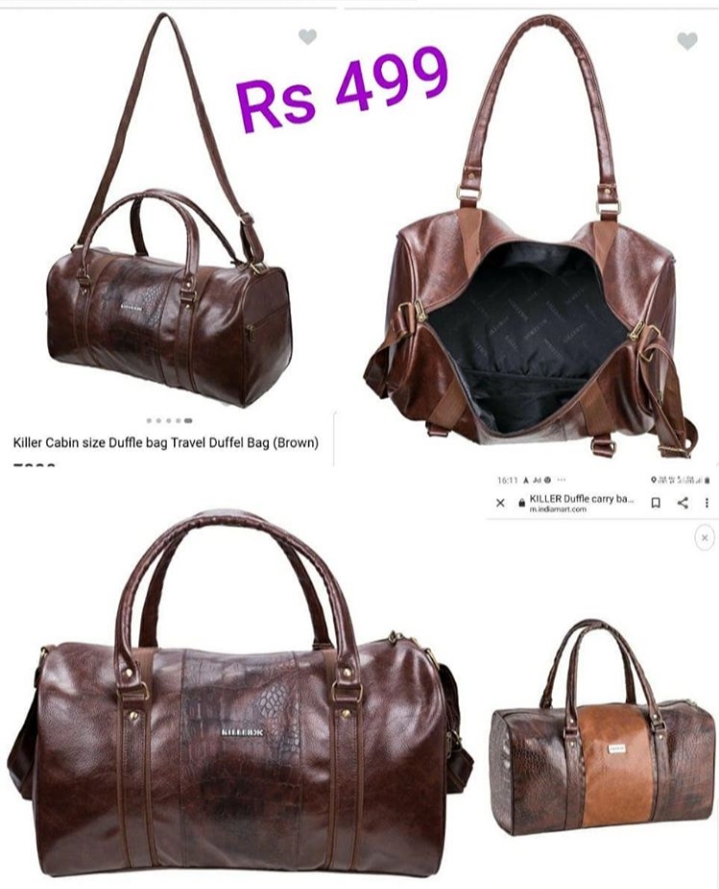 Rs 499
KILLER
Killer Cabin size Duffle bag Travel Duffel Bag (Brown)
16:11
KILLER Duffle carry ba...
m.indiamart.com
KILLER